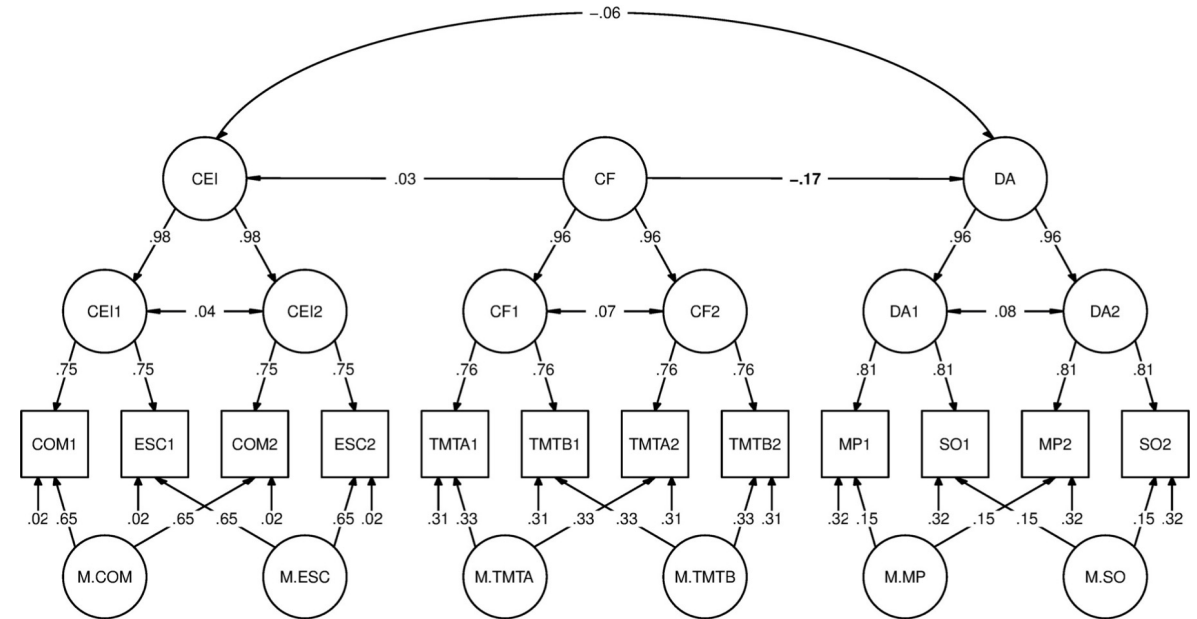 –.06
CEI .03 CF –.17 DA
.98 .98 .96 .96 .96 .96
CEI1 .04 CEI2 CF1 .07 CF2 DA1 .08 DA2
.75 .75 .75 .75 .76 .76 .76 .76 .81 .81 .81 .81
COM1 ESC1 COM2 ESC2 TMTA1 TMTB1 TMTA2 TMTB2 MP1 SO1 MP2 SO2
.02 .65 .02 .65 .65 .02 .65 .02 .31 .33 .31 .33 .33 .31 .33 .31 .32 .15 .32 .15 .15 .32 .15 .32
M.COM M.ESC M.TMTA M.TMTB M.MP M.SO